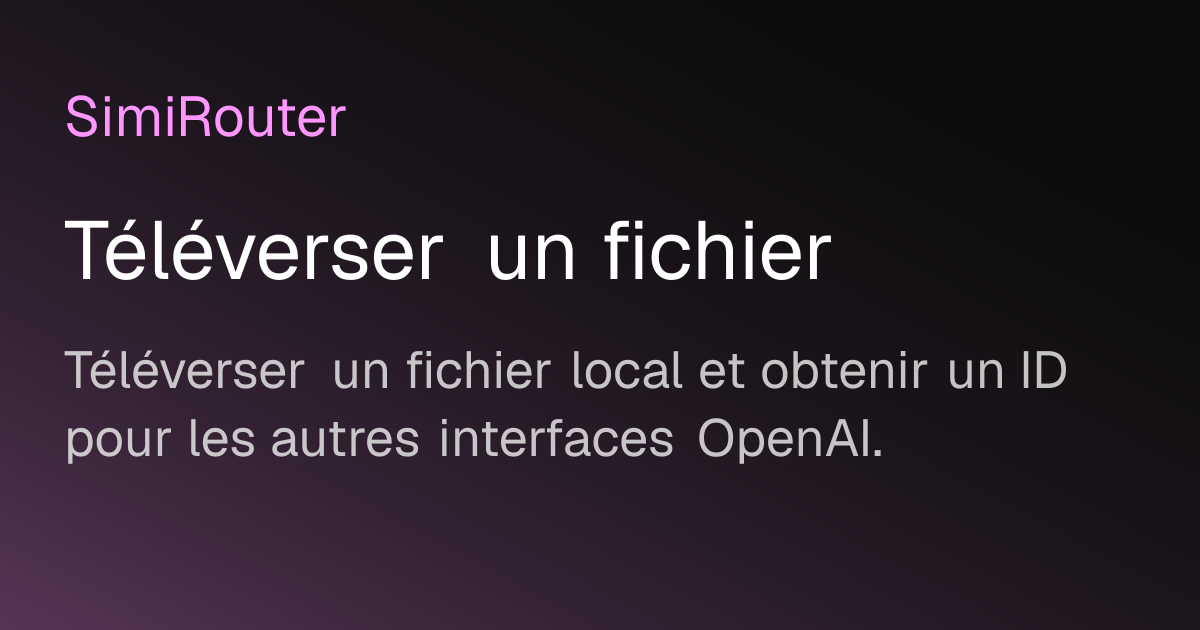 SimiRouter
Téléverser un fichier
Téléverser un fichier local et obtenir un ID
pour les autres interfaces OpenAI.